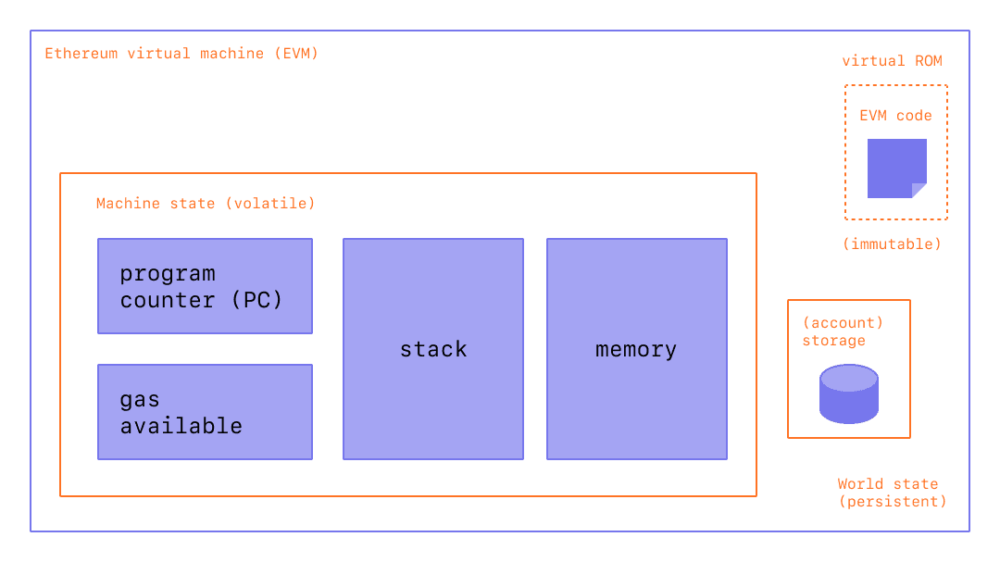 Ethereum virtual machine (EVM)
virtual ROM
EVM code
(immutable)
Machine state (volatile)
program
counter (PC)
gas
available
stack
memory
(account)
storage
World state
(persistent)